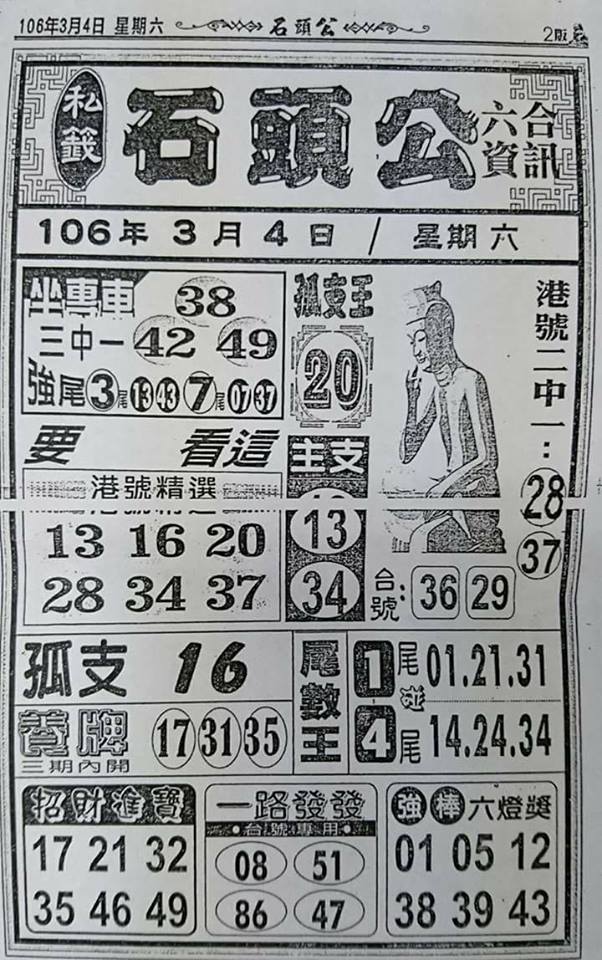 106年3月4日 星期六
石頭公
2版
私籤
石頭公
六合
資訊
106年 3月 4日 / 星期六
坐專車 38
三中一 42 49
強尾 3尾 13 43 7尾 07 37
孤支王
20
港號二中一：
28
37
要 看這
港號精選
13 16 20
28 34 37
主支
13
34
台號: 36 29
孤支 16
養牌 17 31 35
三期內開
尾數王
1尾 01.21.31
碰
4尾 14.24.34
招財進寶
17 21 32
35 46 49
一路發發
台號專用
08 51
86 47
強棒六燈獎
01 05 12
38 39 43